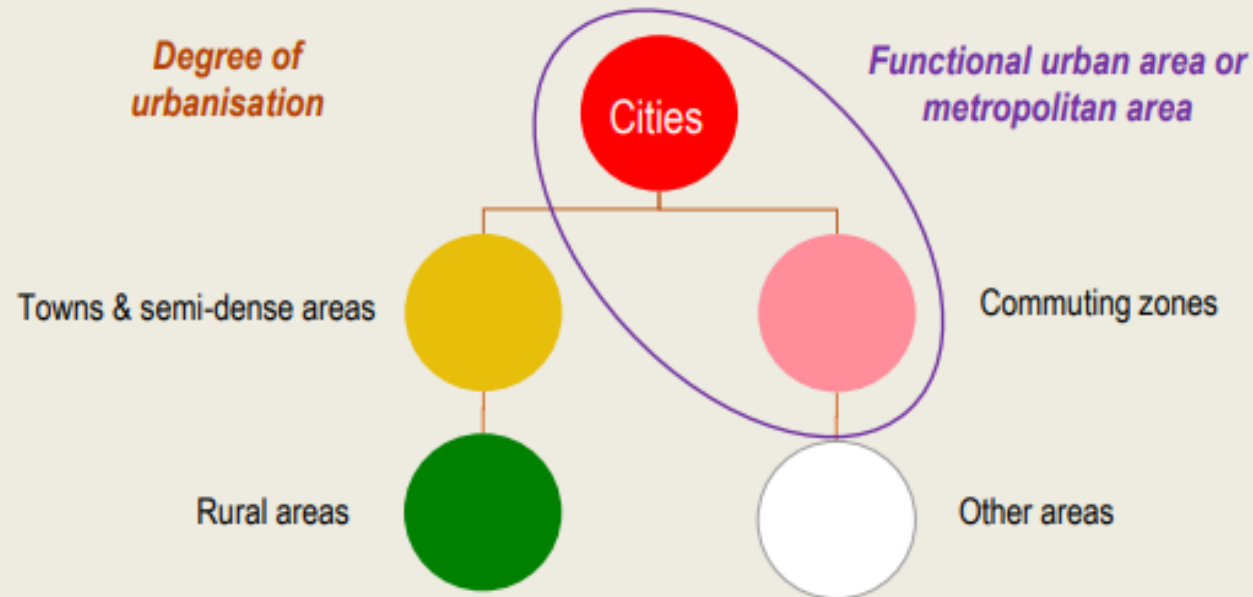 Degree of
urbanisation
Functional urban area or
metropolitan area
Cities
Towns & semi-dense areas
Commuting zones
Rural areas
Other areas